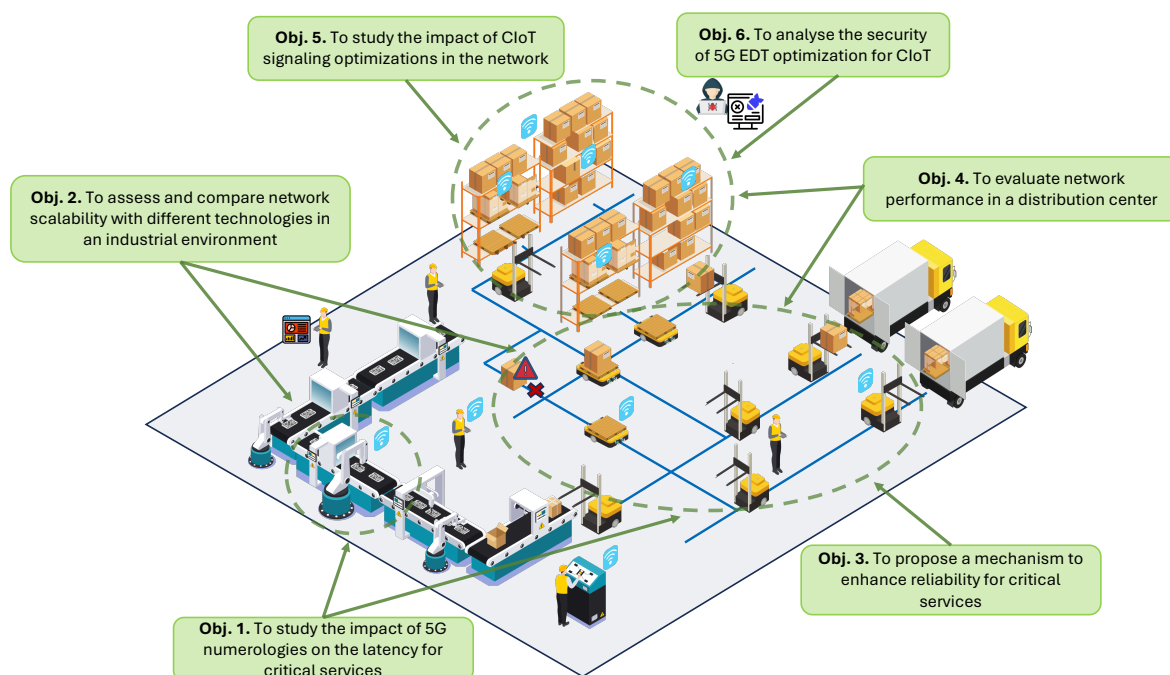 Obj. 5. To study the impact of CIoT
signaling optimizations in the network
Obj. 6. To analyse the security
of 5G EDT optimization for CIoT
Obj. 2. To assess and compare network
scalability with different technologies in
an industrial environment
Obj. 4. To evaluate network
performance in a distribution center
Obj. 3. To propose a mechanism to
enhance reliability for critical
services
Obj. 1. To study the impact of 5G
numerologies on the latency for
critical services